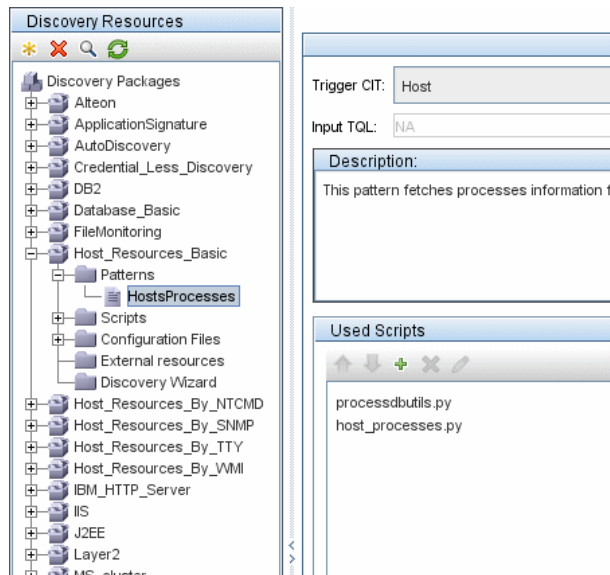 Discovery Resources
Discovery Packages
Alteon
ApplicationSignature
AutoDiscovery
Credential_Less_Discovery
DB2
Database_Basic
FileMonitoring
Host_Resources_Basic
Patterns
HostsProcesses
Scripts
Configuration Files
External resources
Discovery Wizard
Host_Resources_By_NTCMD
Host_Resources_By_SNMP
Host_Resources_By_TTY
Host_Resources_By_WMI
IBM_HTTP_Server
IIS
J2EE
Layer2
MS_cluster
Trigger CIT: Host
Input TQL: NA
Description:
This pattern fetches processes information f
Used Scripts
processdbutils.py
host_processes.py